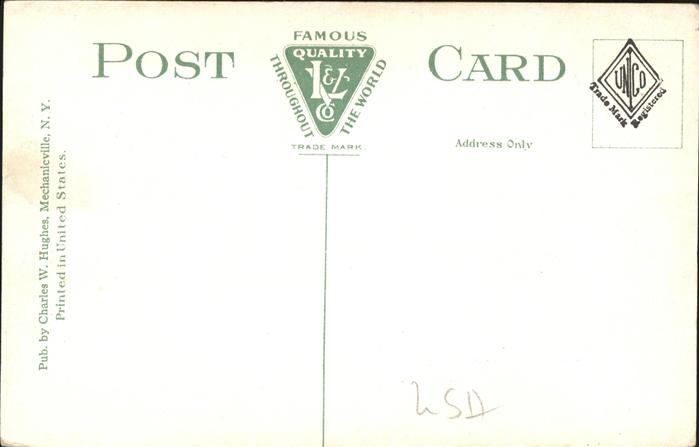 POST CARD
FAMOUS
QUALITY
THROUGHOUT
THE WORLD
L & Z
Co
TRADE MARK.
UNCO
Trade Mark
Registered
Address Only
Pub. by Charles W. Hughes, Mechanicville, N. Y.
Printed in United States.
USA